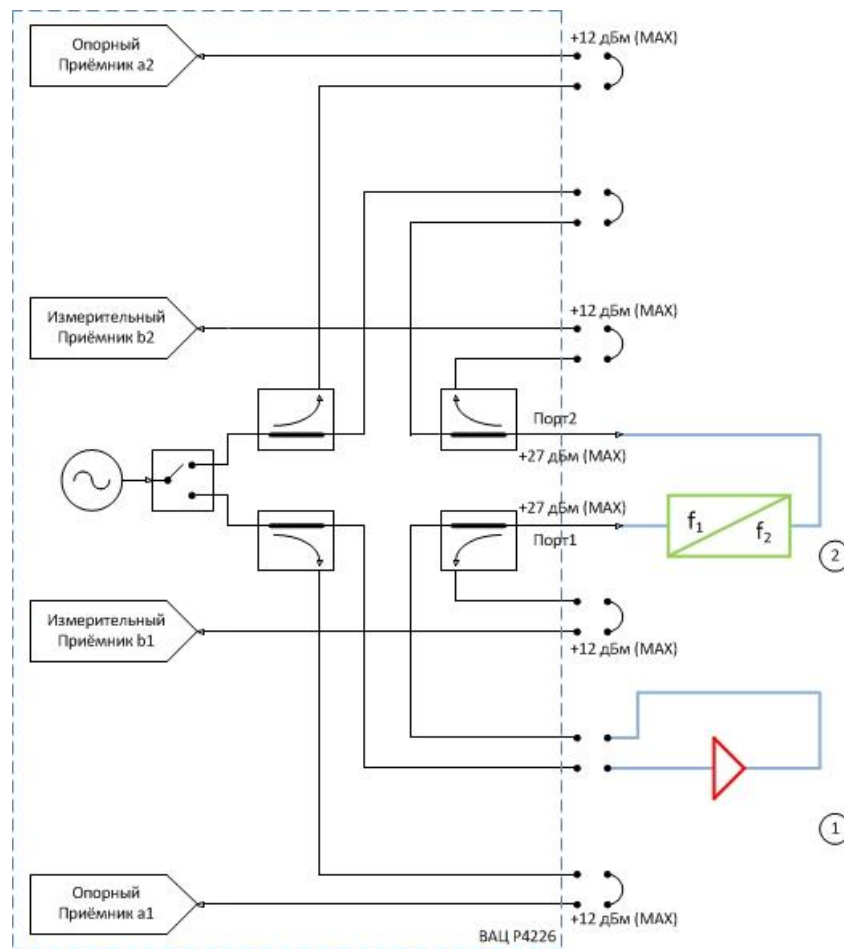 Опорный
Приёмник a2
+12 дБм (MAX)
Измерительный
Приёмник b2
+12 дБм (MAX)
Порт2
+27 дБм (MAX)
+27 дБм (MAX)
Порт1
f₁
f₂
2
Измерительный
Приёмник b1
+12 дБм (MAX)
1
Опорный
Приёмник a1
+12 дБм (MAX)
ВАЦ Р4226